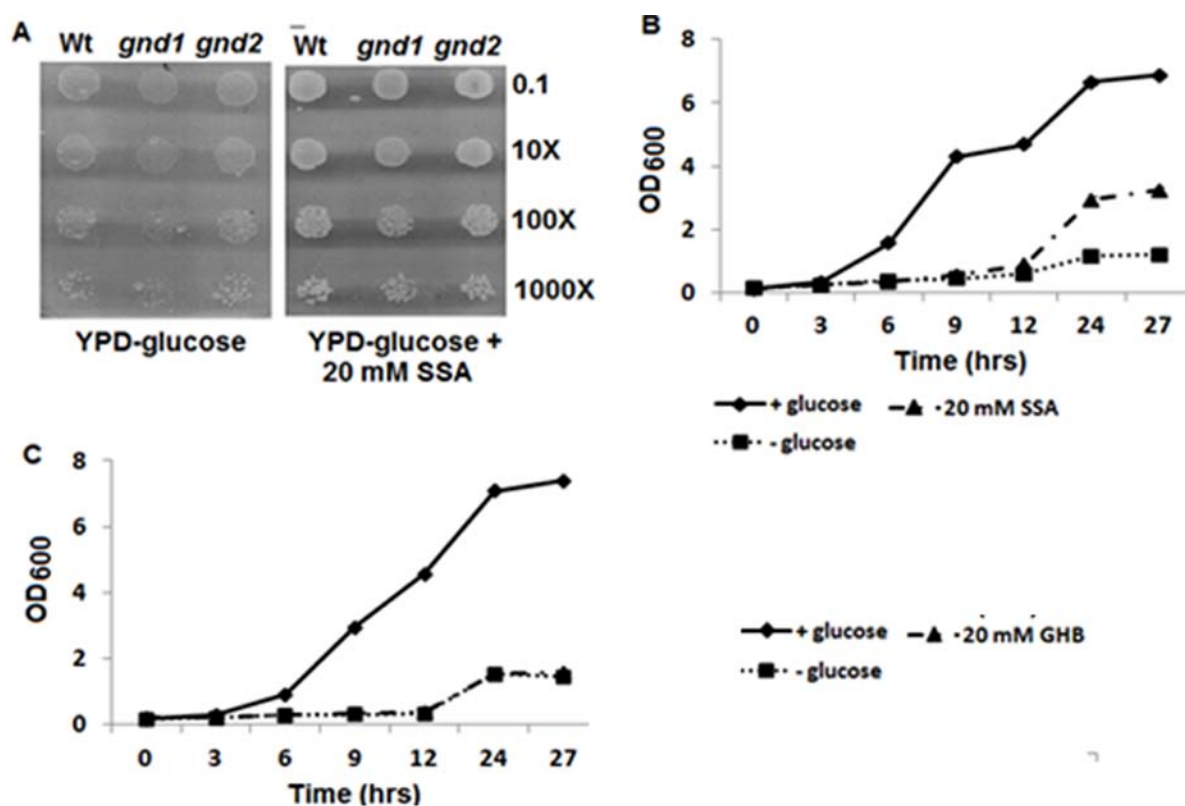 A
Wt gnd1 gnd2
Wt gnd1 gnd2
0.1
10X
100X
1000X
YPD-glucose
YPD-glucose +
20 mM SSA
B
8
6
4
2
0
OD600
0 3 6 9 12 24 27
Time (hrs)
+ glucose
20 mM SSA
- glucose
C
8
6
4
2
0
OD600
0 3 6 9 12 24 27
Time (hrs)
+ glucose
20 mM GHB
- glucose